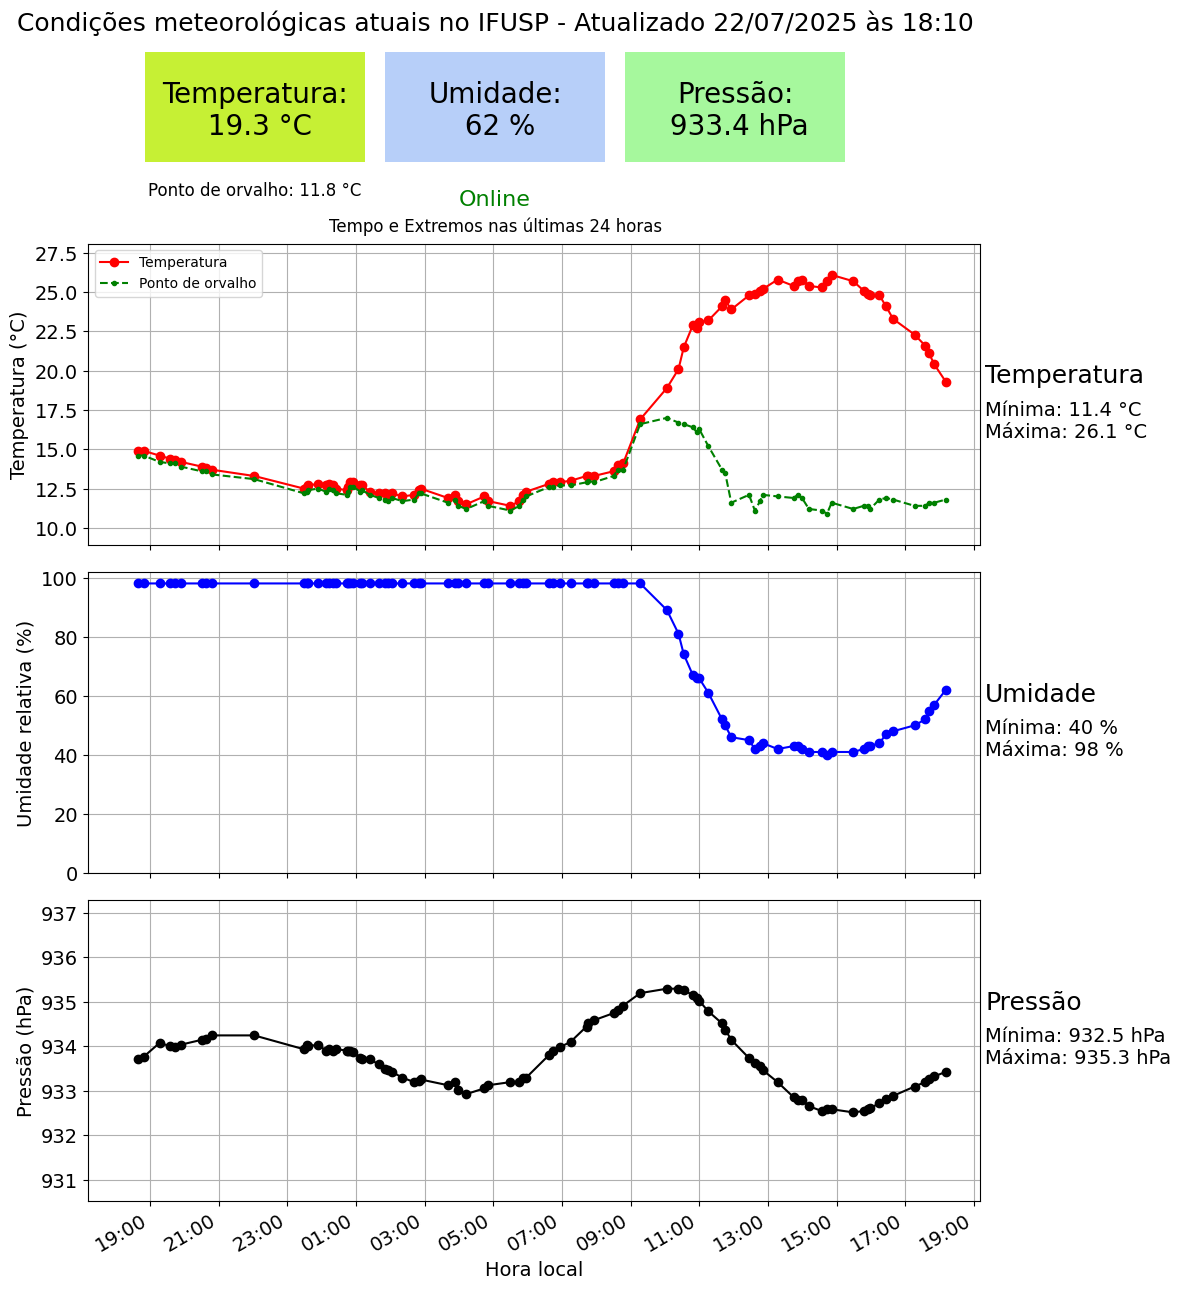 Condições meteorológicas atuais no IFUSP - Atualizado 22/07/2025 às 18:10
Temperatura:
19.3 °C
Umidade:
62 %
Pressão:
933.4 hPa
Ponto de orvalho: 11.8 °C
Online
Tempo e Extremos nas últimas 24 horas
Temperatura
Ponto de orvalho
Temperatura (°C)
27.5
25.0
22.5
20.0
17.5
15.0
12.5
10.0
Temperatura
Mínima: 11.4 °C
Máxima: 26.1 °C
Umidade relativa (%)
100
80
60
40
20
0
Umidade
Mínima: 40 %
Máxima: 98 %
Pressão (hPa)
937
936
935
934
933
932
931
Pressão
Mínima: 932.5 hPa
Máxima: 935.3 hPa
19:00
21:00
23:00
01:00
03:00
05:00
07:00
09:00
11:00
13:00
15:00
17:00
19:00
Hora local